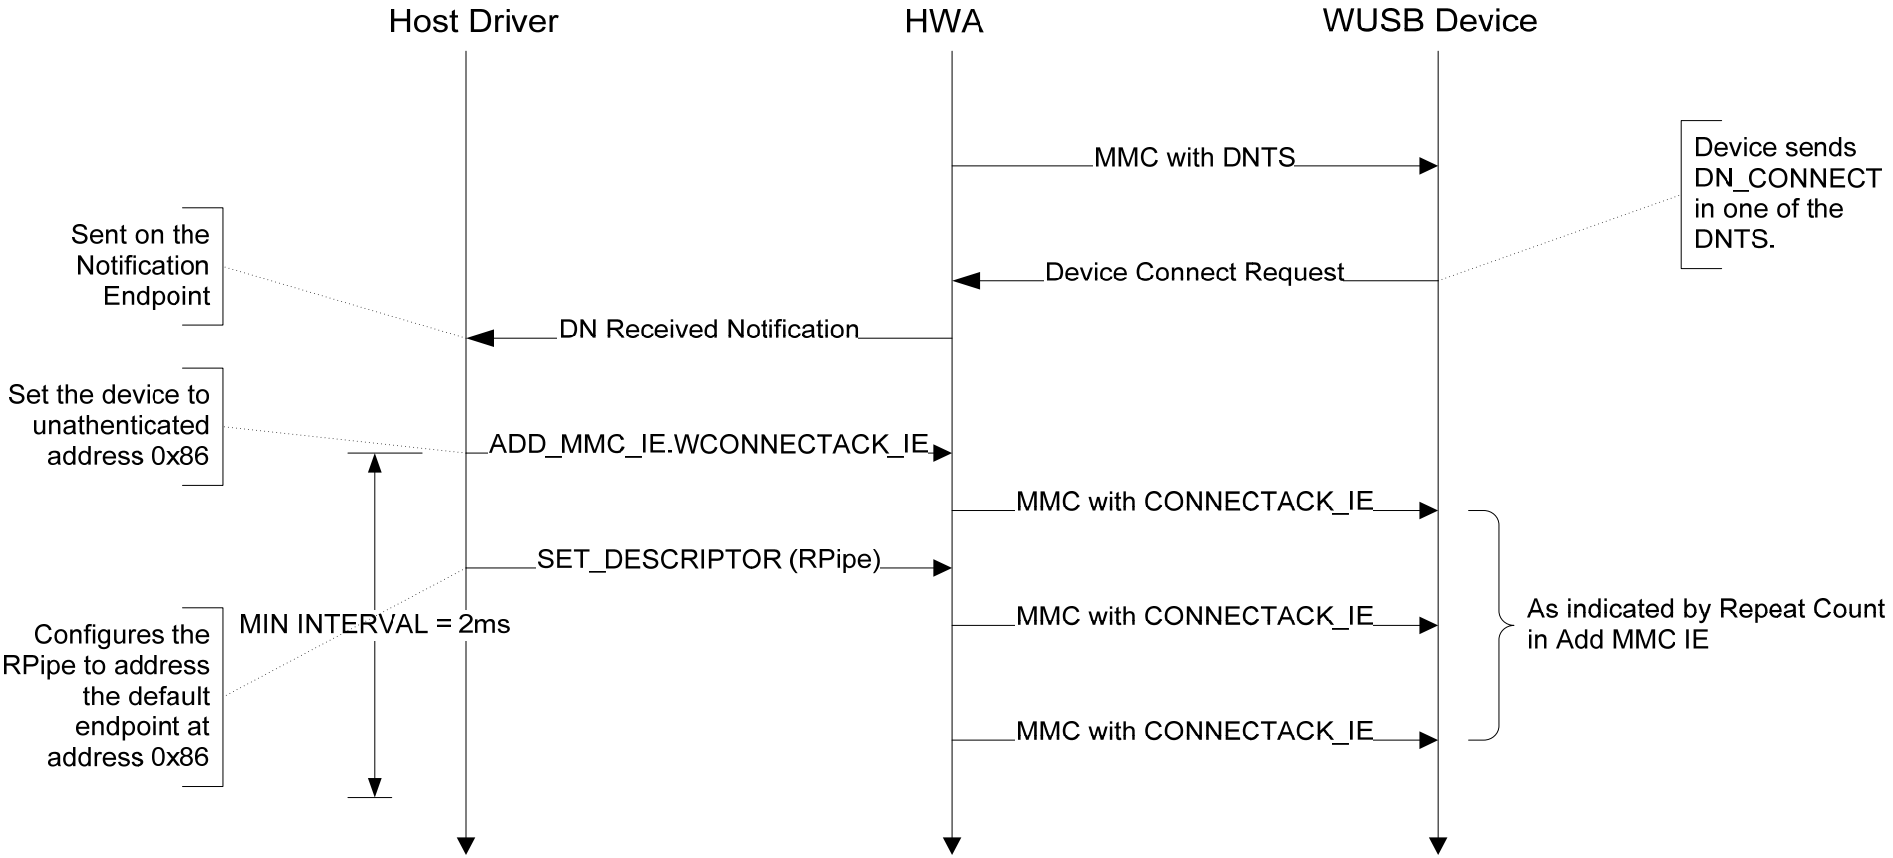 Host Driver
HWA
WUSB Device
MMC with DNTS
Device sends
DN_CONNECT
in one of the
DNTS.
Sent on the
Notification
Endpoint
Device Connect Request
DN Received Notification
Set the device to
unathenticated
address 0x86
ADD_MMC_IE.WCONNECTACK_IE
MMC with CONNECTACK_IE
SET_DESCRIPTOR (RPipe)
MMC with CONNECTACK_IE
As indicated by Repeat Count
in Add MMC IE
MIN INTERVAL = 2ms
Configures the
RPipe to address
the default
endpoint at
address 0x86
MMC with CONNECTACK_IE